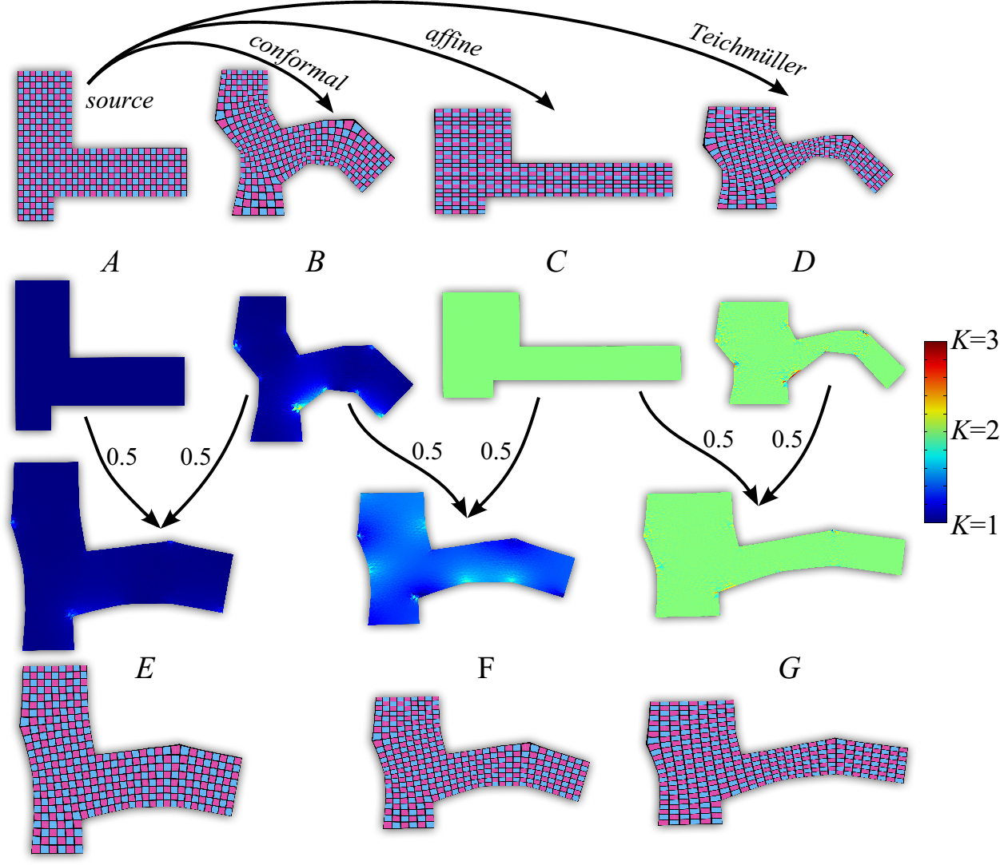 conformal
affine
Teichmüller
source
A
B
C
D
K=3
K=2
K=1
0.5
0.5
0.5
0.5
0.5
0.5
E
F
G